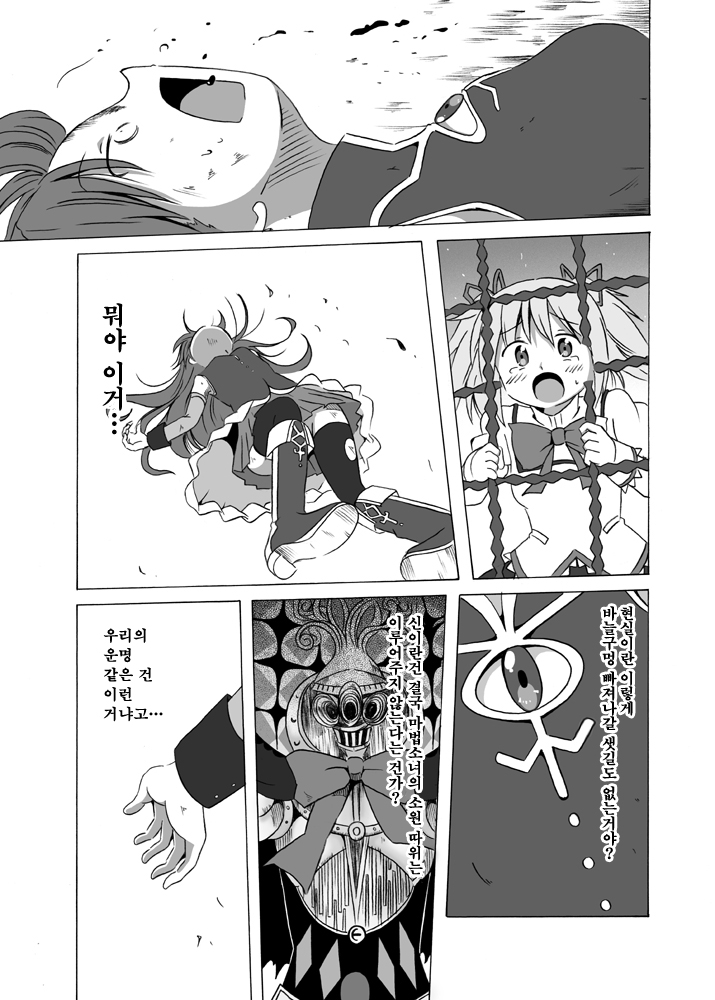 뭐야 이거…
현실이란 이렇게
바늘구멍 빠져나갈 샛길도 없는거야?
신이란건 결국 마법소녀의 소원 따위는
이루어주지 않는다는 건가?
우리의
운명
같은 건
이런
거냐고…